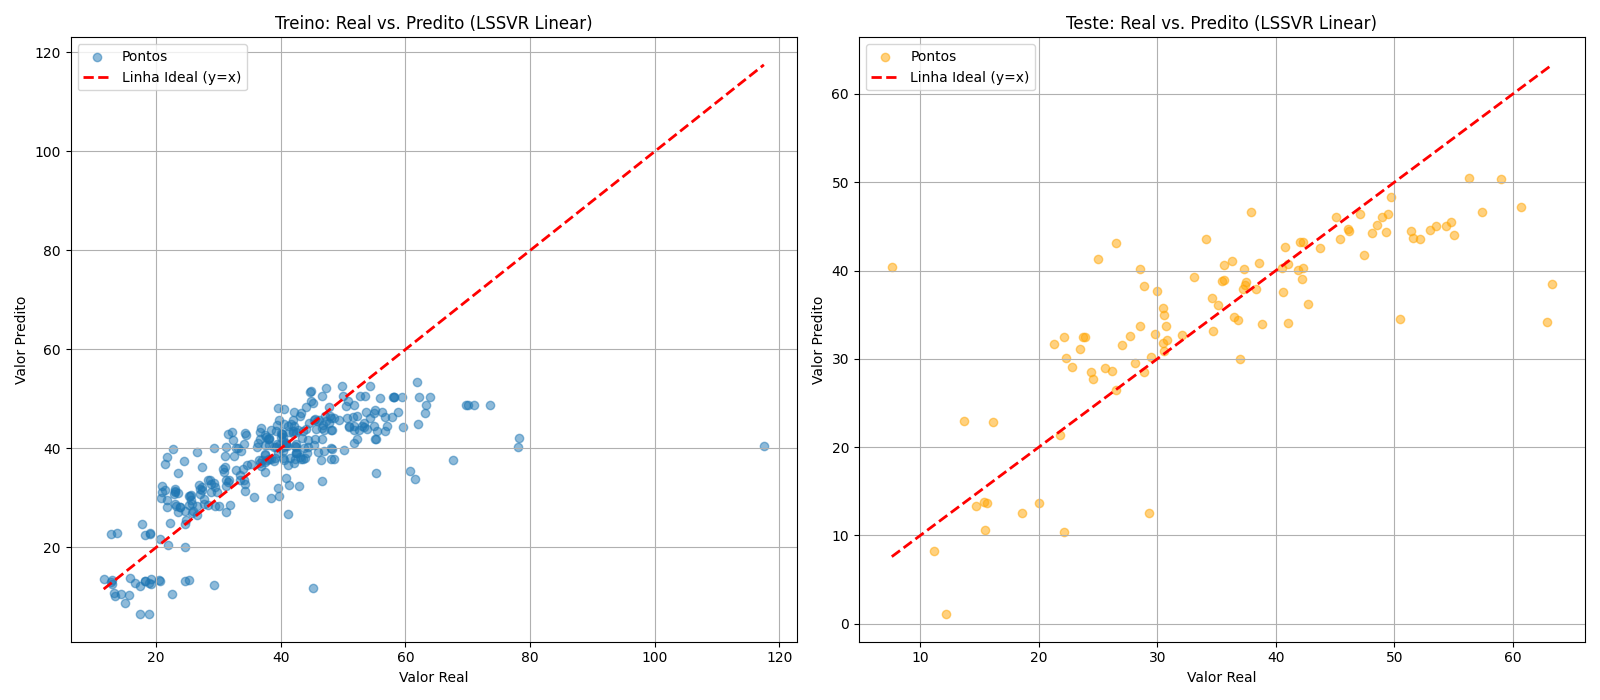 Treino: Real vs. Predito (LSSVR Linear)
Pontos
Linha Ideal (y=x)
120
100
80
60
40
20
Valor Predito
20
40
60
80
100
120
Valor Real
Teste: Real vs. Predito (LSSVR Linear)
Pontos
Linha Ideal (y=x)
60
50
40
30
20
10
0
Valor Predito
10
20
30
40
50
60
Valor Real